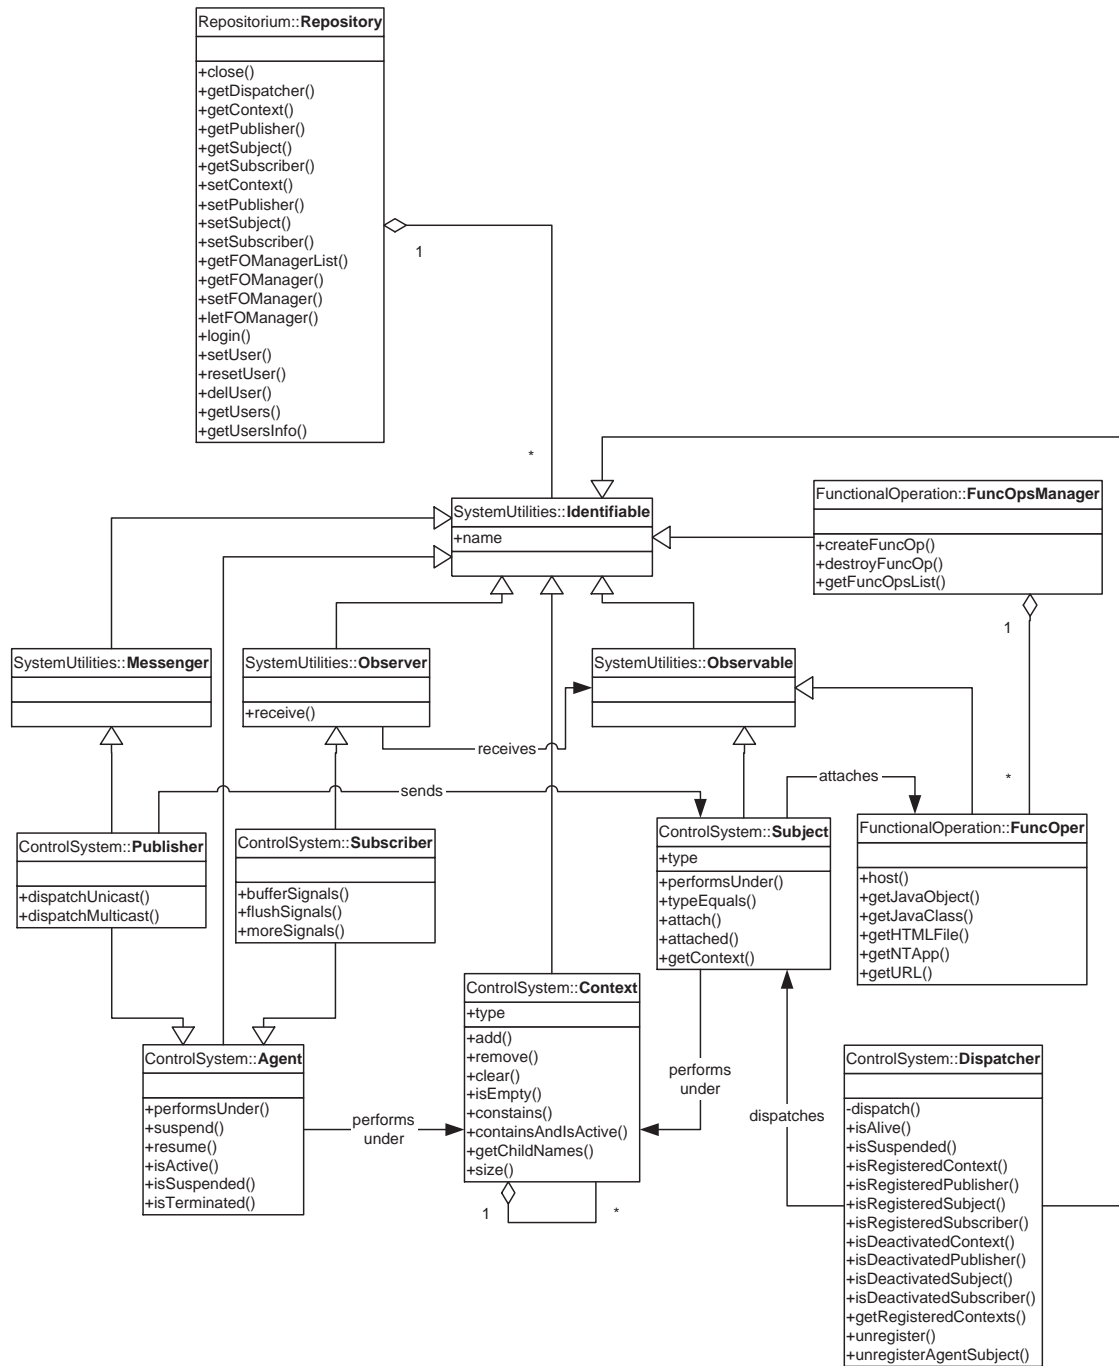 Repositorium::Repository
+close()
+getDispatcher()
+getContext()
+getPublisher()
+getSubject()
+getSubscriber()
+setContext()
+setPublisher()
+setSubject()
+setSubscriber()
+getFOManagerList()
+getFOManager()
+setFOManager()
+letFOManager()
+login()
+setUser()
+resetUser()
+delUser()
+getUsers()
+getUsersInfo()
1
*
SystemUtilities::Identifiable
+name
FunctionalOperation::FuncOpsManager
+createFuncOp()
+destroyFuncOp()
+getFuncOpsList()
1
*
SystemUtilities::Messenger
SystemUtilities::Observer
+receive()
SystemUtilities::Observable
receives
attaches
sends
ControlSystem::Publisher
+dispatchUnicast()
+dispatchMulticast()
ControlSystem::Subscriber
+bufferSignals()
+flushSignals()
+moreSignals()
ControlSystem::Subject
+type
+performsUnder()
+typeEquals()
+attach()
+attached()
+getContext()
FunctionalOperation::FuncOper
+host()
+getJavaObject()
+getJavaClass()
+getHTMLFile()
+getNTApp()
+getURL()
ControlSystem::Context
+type
+add()
+remove()
+clear()
+isEmpty()
+constains()
+containsAndIsActive()
+getChildNames()
+size()
1
*
ControlSystem::Agent
+performsUnder()
+suspend()
+resume()
+isActive()
+isSuspended()
+isTerminated()
performs
under
performs
under
dispatches
ControlSystem::Dispatcher
-dispatch()
+isAlive()
+isSuspended()
+isRegisteredContext()
+isRegisteredPublisher()
+isRegisteredSubject()
+isRegisteredSubscriber()
+isDeactivatedContext()
+isDeactivatedPublisher()
+isDeactivatedSubject()
+isDeactivatedSubscriber()
+getRegisteredContexts()
+unregister()
+unregisterAgentSubject()